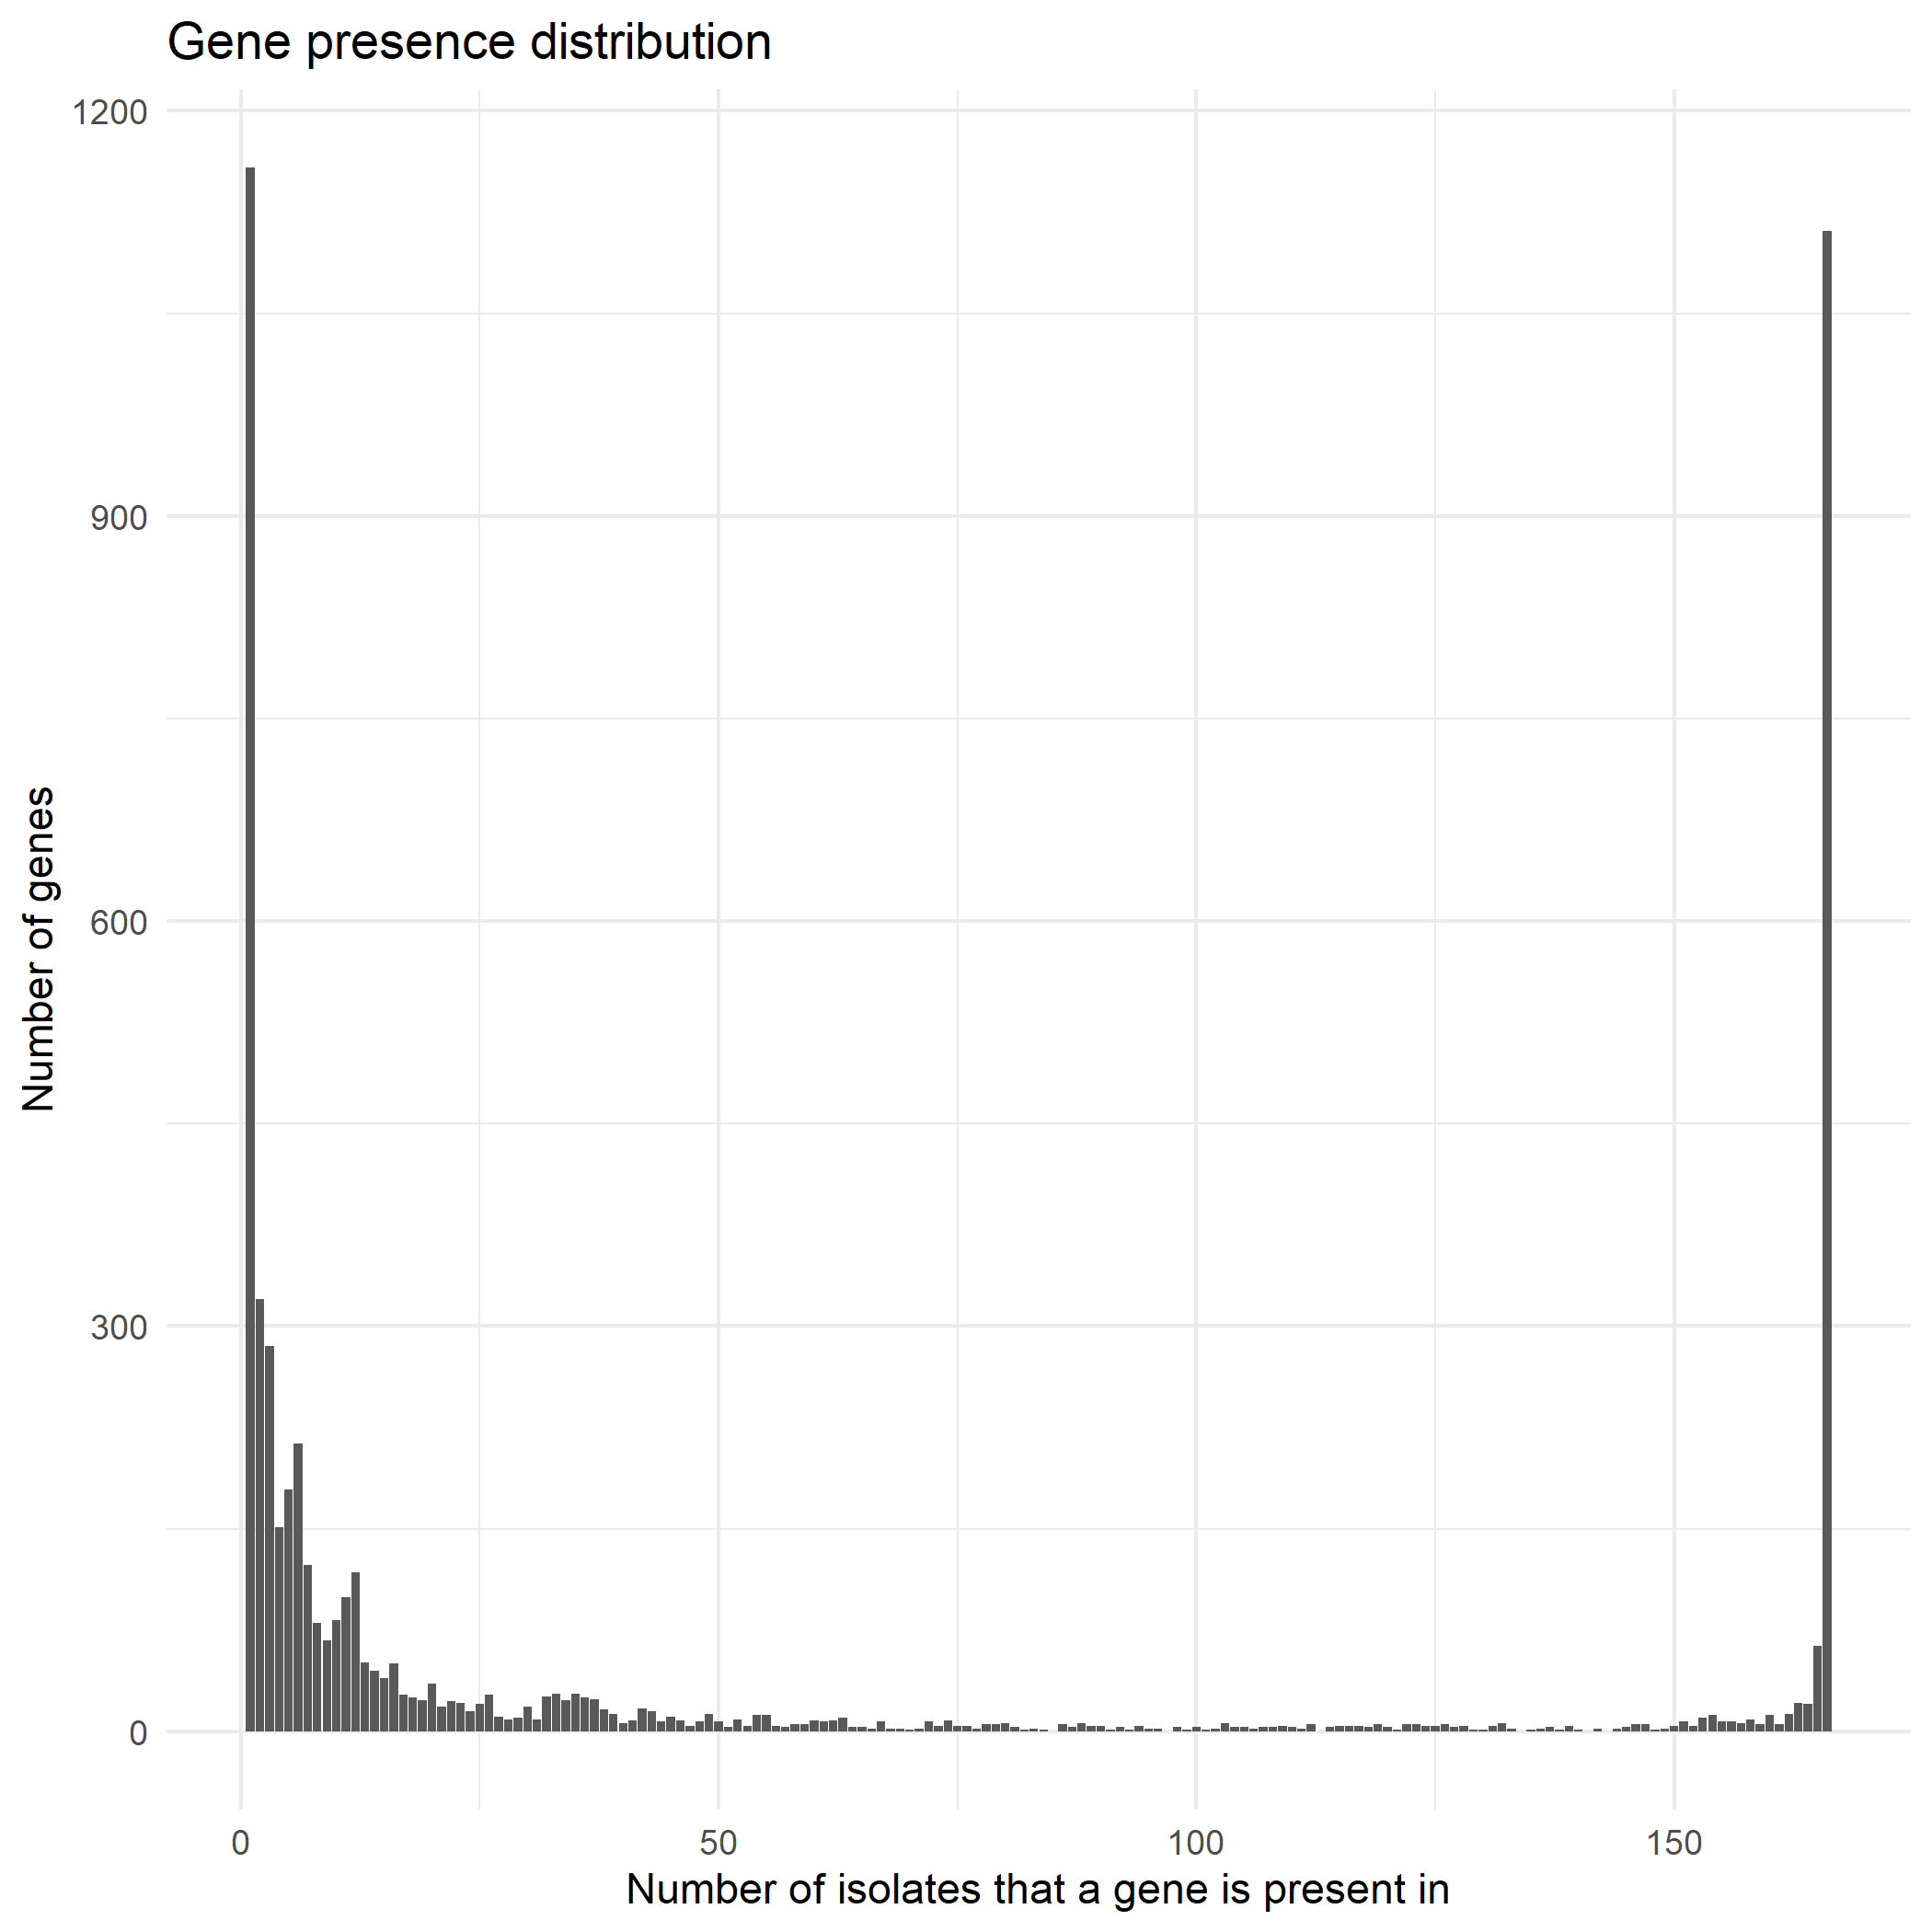 Gene presence distribution
1200
900
600
300
0
Number of genes
0 50 100 150
Number of isolates that a gene is present in